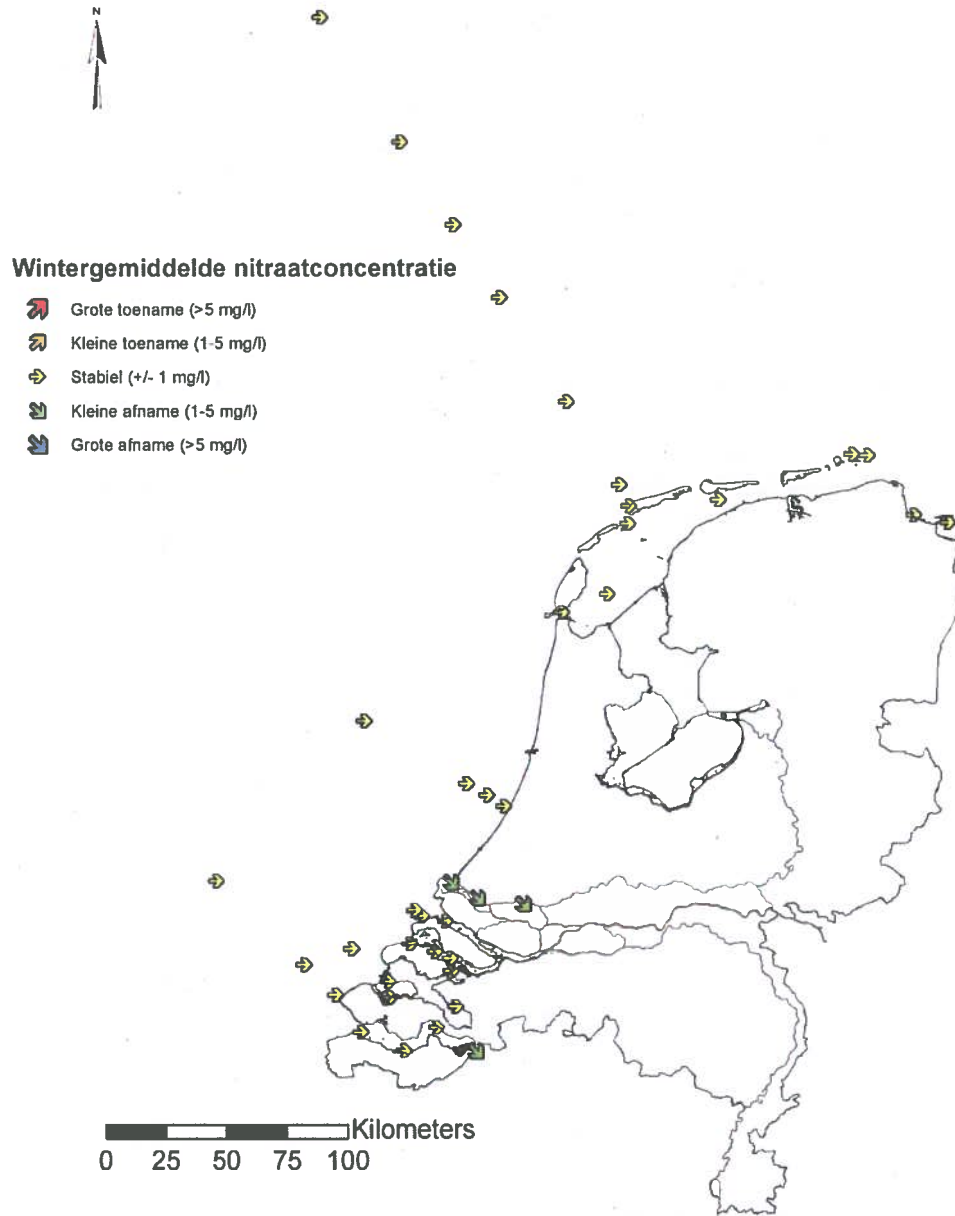 N
Wintergemiddelde nitraatconcentratie
Grote toename (>5 mg/l)
Kleine toename (1-5 mg/l)
Stabiel (+/- 1 mg/l)
Kleine afname (1-5 mg/l)
Grote afname (>5 mg/l)
Kilometers
0 25 50 75 100